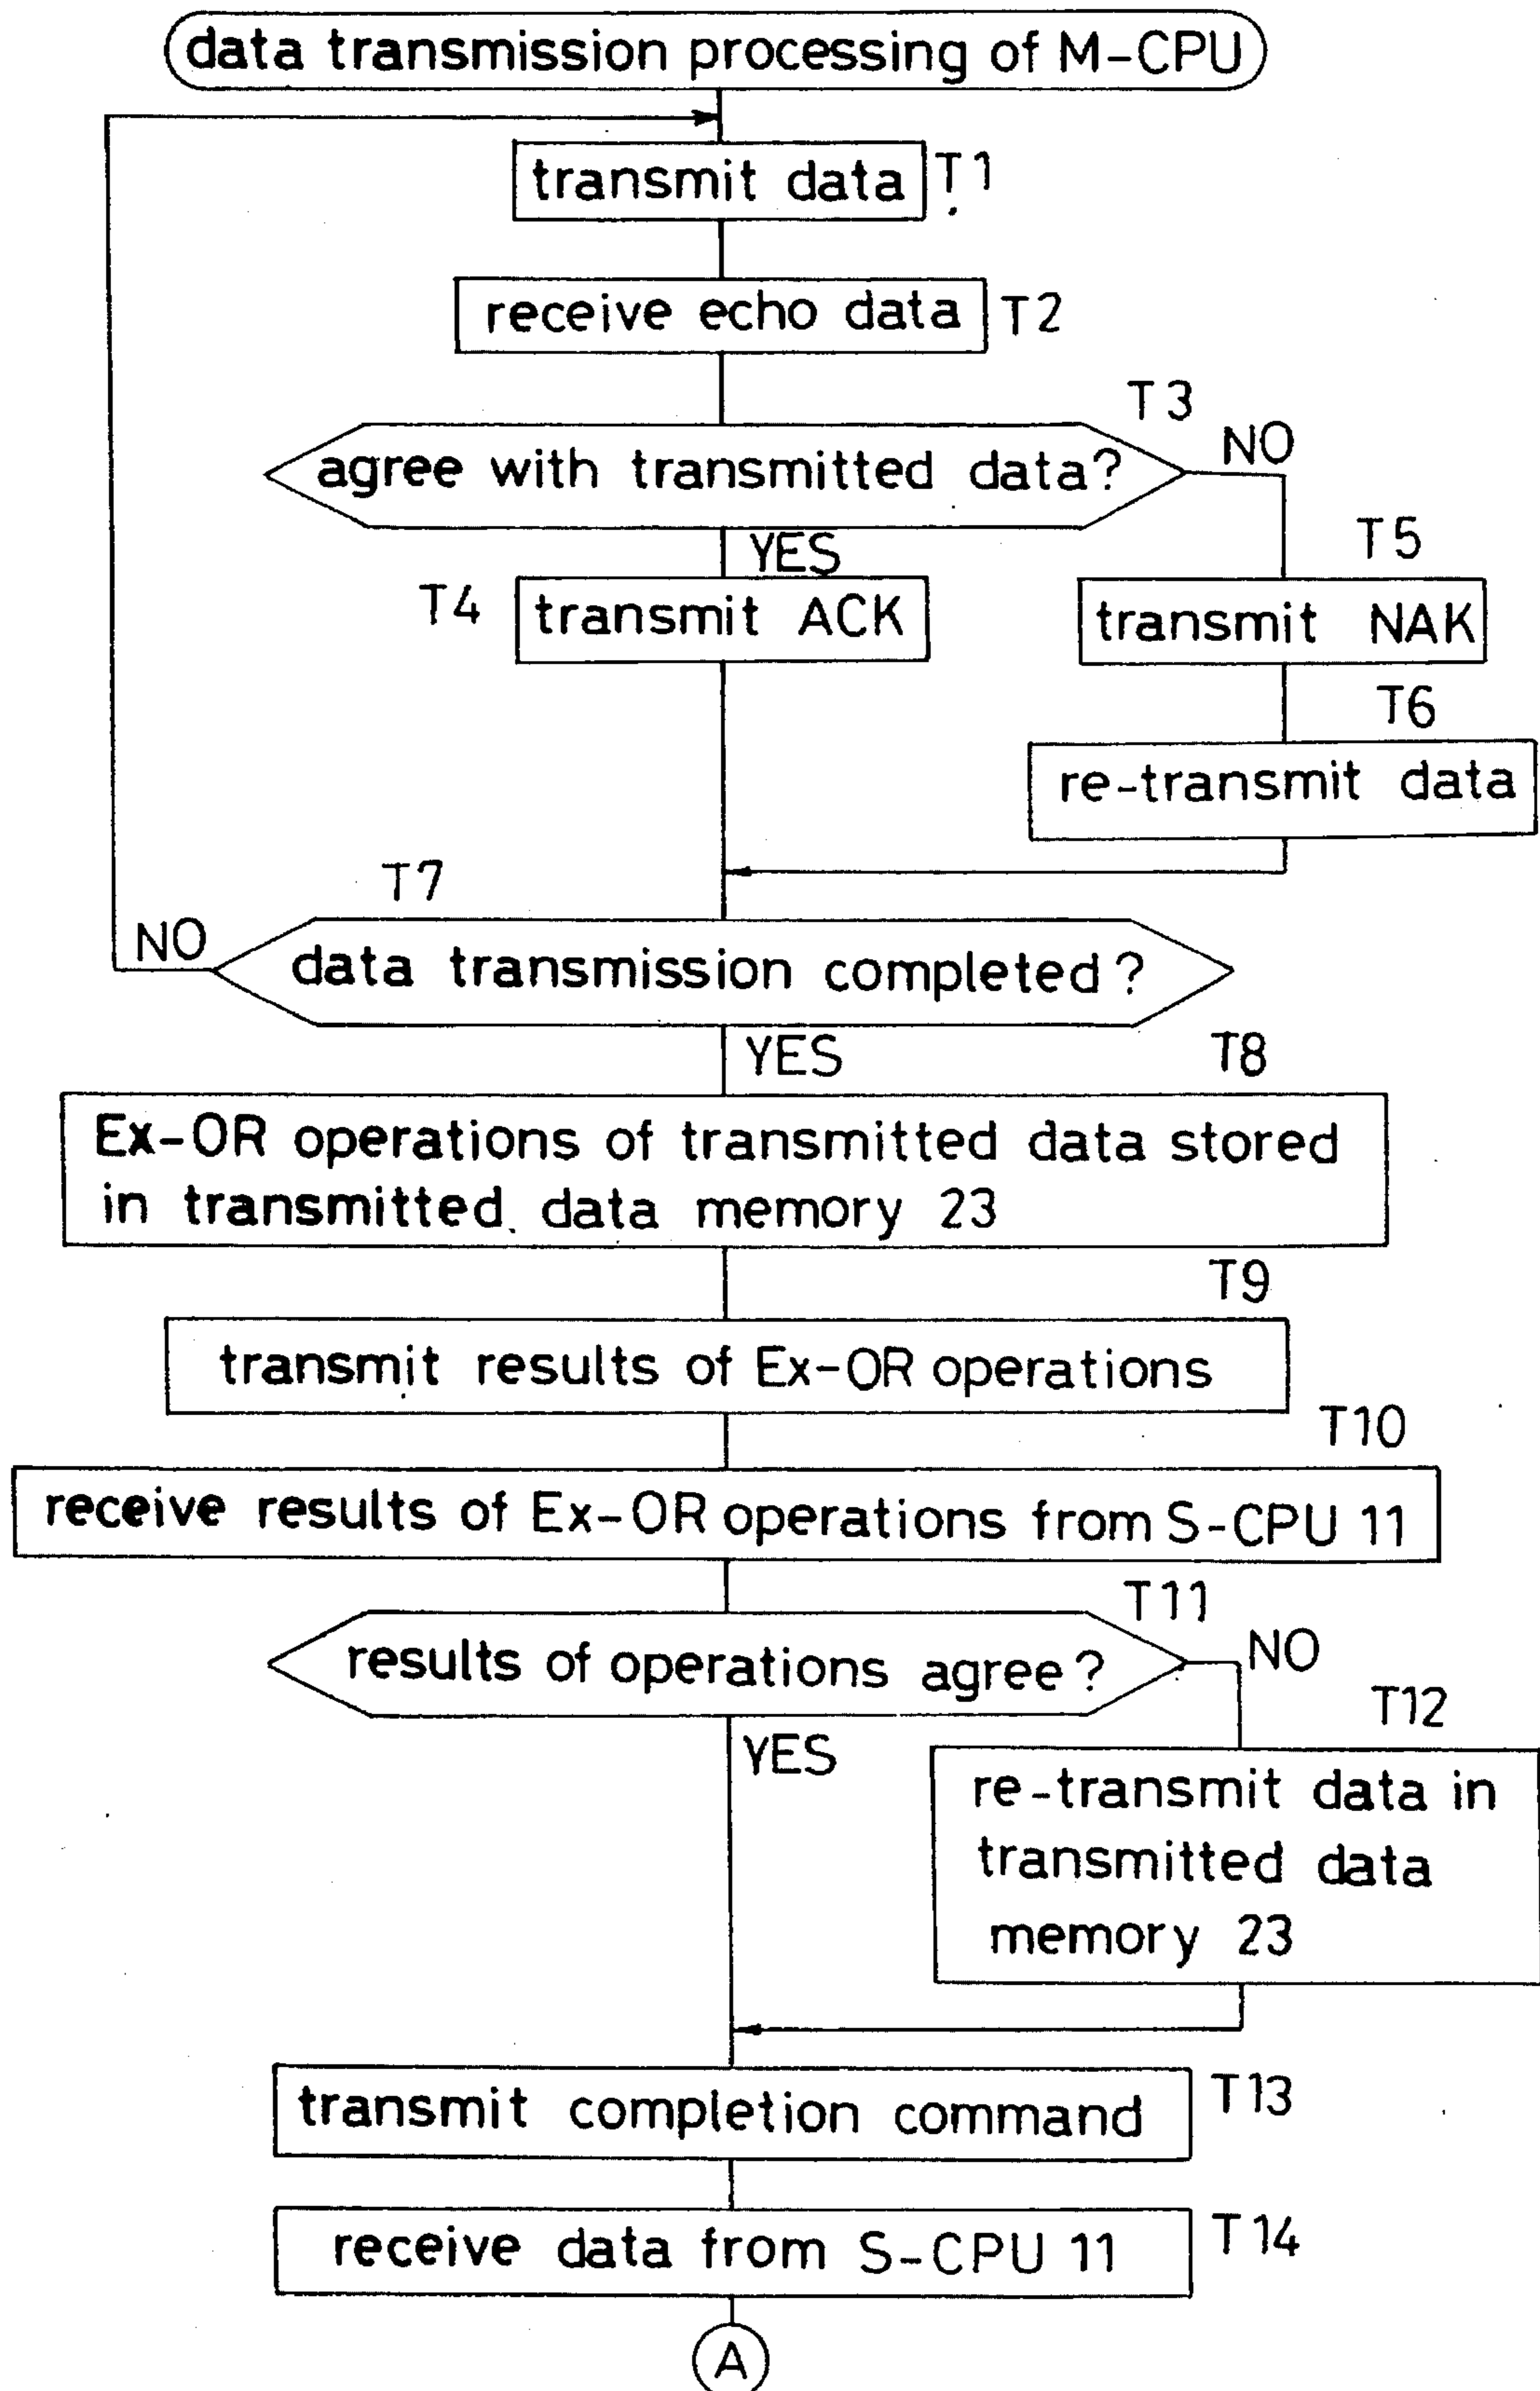 data transmission processing of M-CPU
transmit data T1
receive echo data T2
T3
agree with transmitted data? NO
YES
T5
T4 transmit ACK
transmit NAK
T6
re-transmit data
T7
NO data transmission completed?
YES T8
Ex-OR operations of transmitted data stored
in transmitted data memory 23
T9
transmit results of Ex-OR operations
T10
receive results of Ex-OR operations from S-CPU 11
T11
results of operations agree? NO
T12
YES
re-transmit data in
transmitted data
memory 23
transmit completion command T13
receive data from S-CPU 11 T14
A